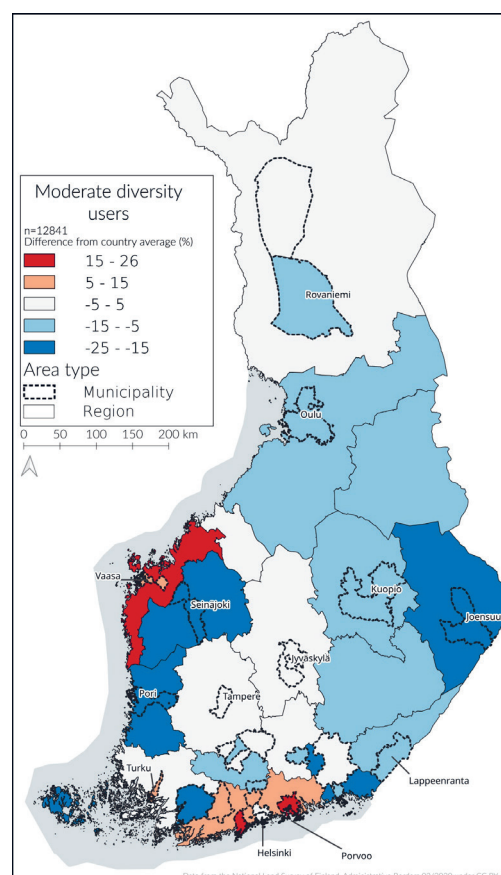 Moderate diversity
users
n=12841
Difference from country average (%)
15 - 26
5 - 15
-5 - 5
-15 - -5
-25 - -15
Area type
Municipality
Region
0 50 100 150 200 km
Rovaniemi
Oulu
Vaasa
Kuopio
Seinäjoki
Joensuu
Jyväskylä
Pori
Tampere
Turku
Lappeenranta
Helsinki
Porvoo